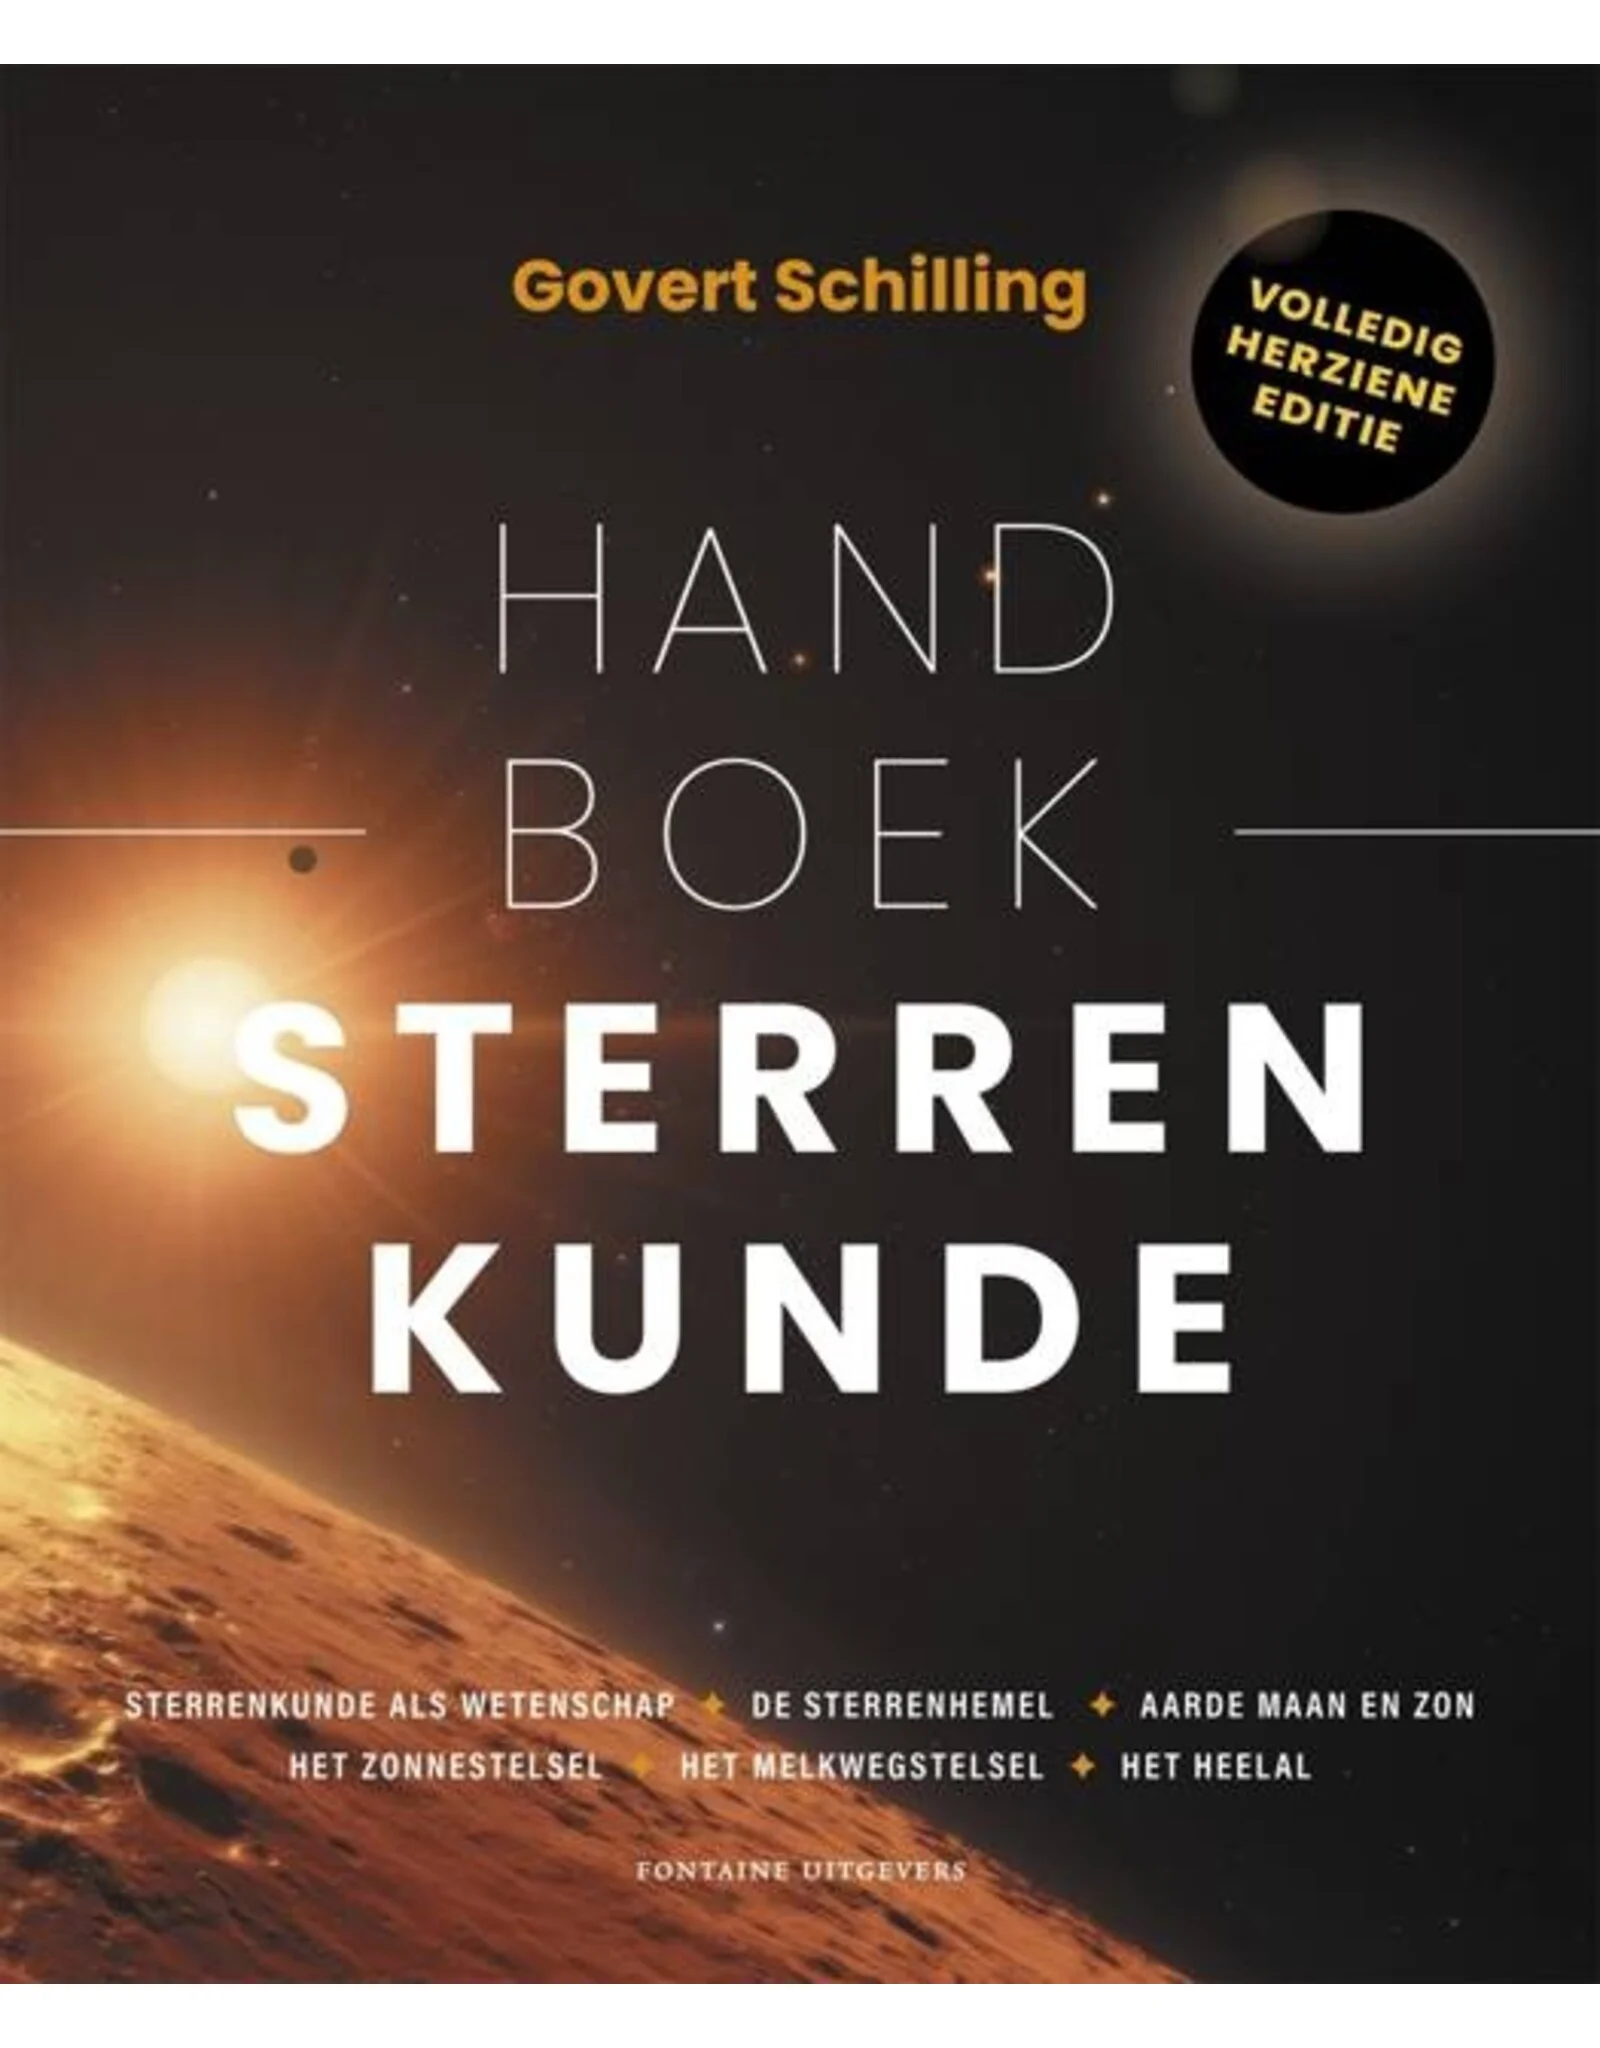 Govert Schilling
VOLLEDIG
HERZIENE
EDITIE
HAND
BOEK
STERREN
KUNDE
STERRENKUNDE ALS WETENSCHAP ✦ DE STERRENHEMEL ✦ AARDE MAAN EN ZON
HET ZONNESTELSEL ✦ HET MELKWEGSTELSEL ✦ HET HEELAL
FONTAINE UITGEVERS